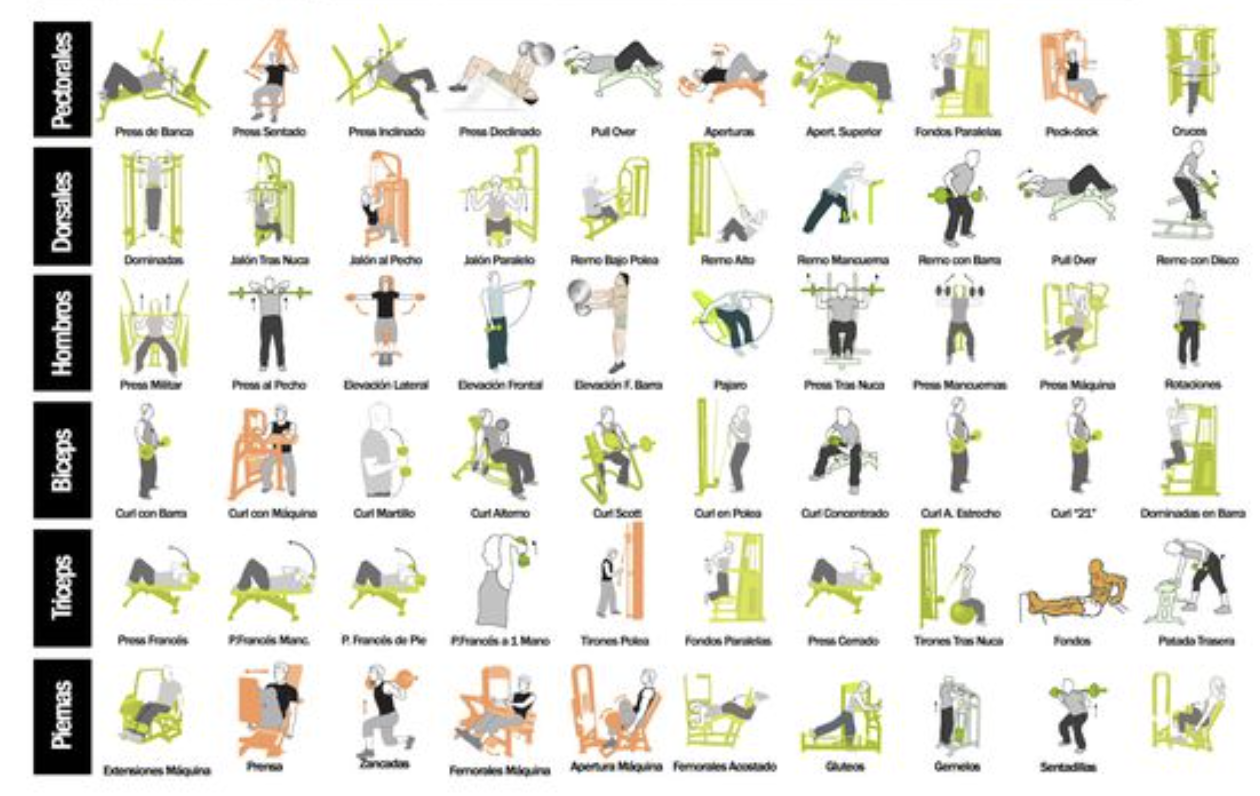 Pectorales
Press de Banca Press Sentado Press Inclinado Press Declinado Pull Over Aperturas Apert. Superior Fondos Paralelas Peck-deck Cruces
Dorsales
Dominadas Jalón Tras Nuca Jalón al Pecho Jalón Paralelo Remo Bajo Polea Remo Alto Remo Mancuerna Remo con Barra Pull Over Remo con Disco
Hombros
Press Militar Press al Pecho Elevación Lateral Elevación Frontal Elevación F. Barra Pajaro Press Tras Nuca Press Mancuernas Press Máquina Rotaciones
Biceps
Curl con Barra Curl con Máquina Curl Martillo Curl Alterno Curl Scott Curl en Polea Curl Concentrado Curl A. Estrocho Curl "21" Dominadas en Barra
Triceps
Press Francés P.Francés Manc. P. Francés de Pie P.Francés a 1 Mano Tirones Polea Fondos Paralelas Press Cerrado Tirones Tras Nuca Fondos Patada Trasera
Piernas
Extensiones Máquina Prensa Zancadas Femorales Máquina Apertura Máquina Femorales Acostado Gluteos Gemelos Sentadillas